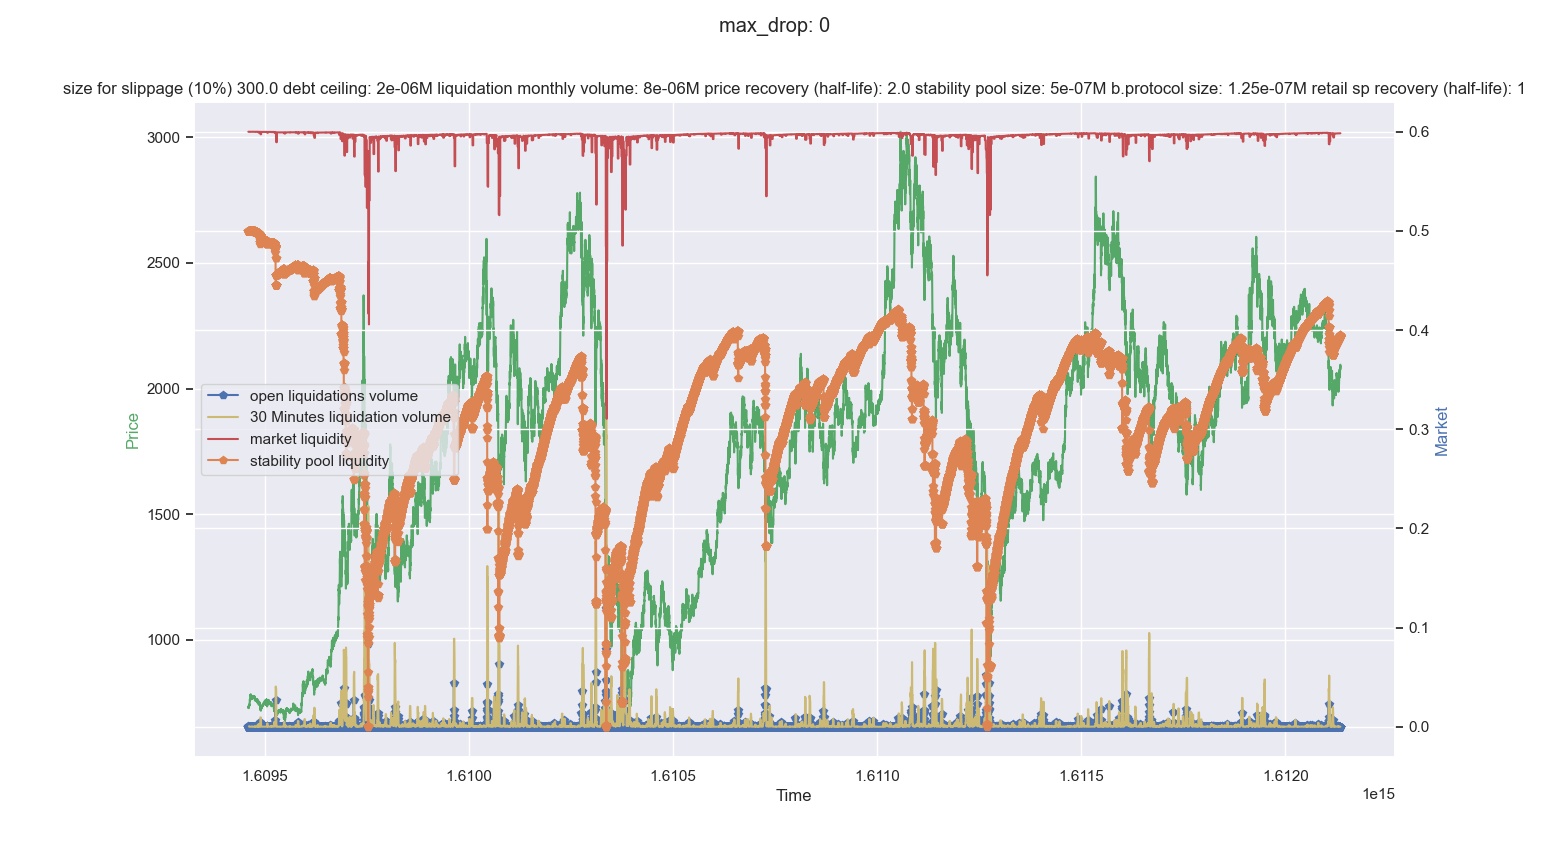 max_drop: 0
size for slippage (10%) 300.0 debt ceiling: 2e-06M liquidation monthly volume: 8e-06M price recovery (half-life): 2.0 stability pool size: 5e-07M b.protocol size: 1.25e-07M retail sp recovery (half-life): 1
3000
2500
2000
1500
1000
Price
open liquidations volume
30 Minutes liquidation volume
market liquidity
stability pool liquidity
0.6
0.5
0.4
0.3
0.2
0.1
0.0
Market
1.6095 1.6100 1.6105 1.6110 1.6115 1.6120
Time
1e15